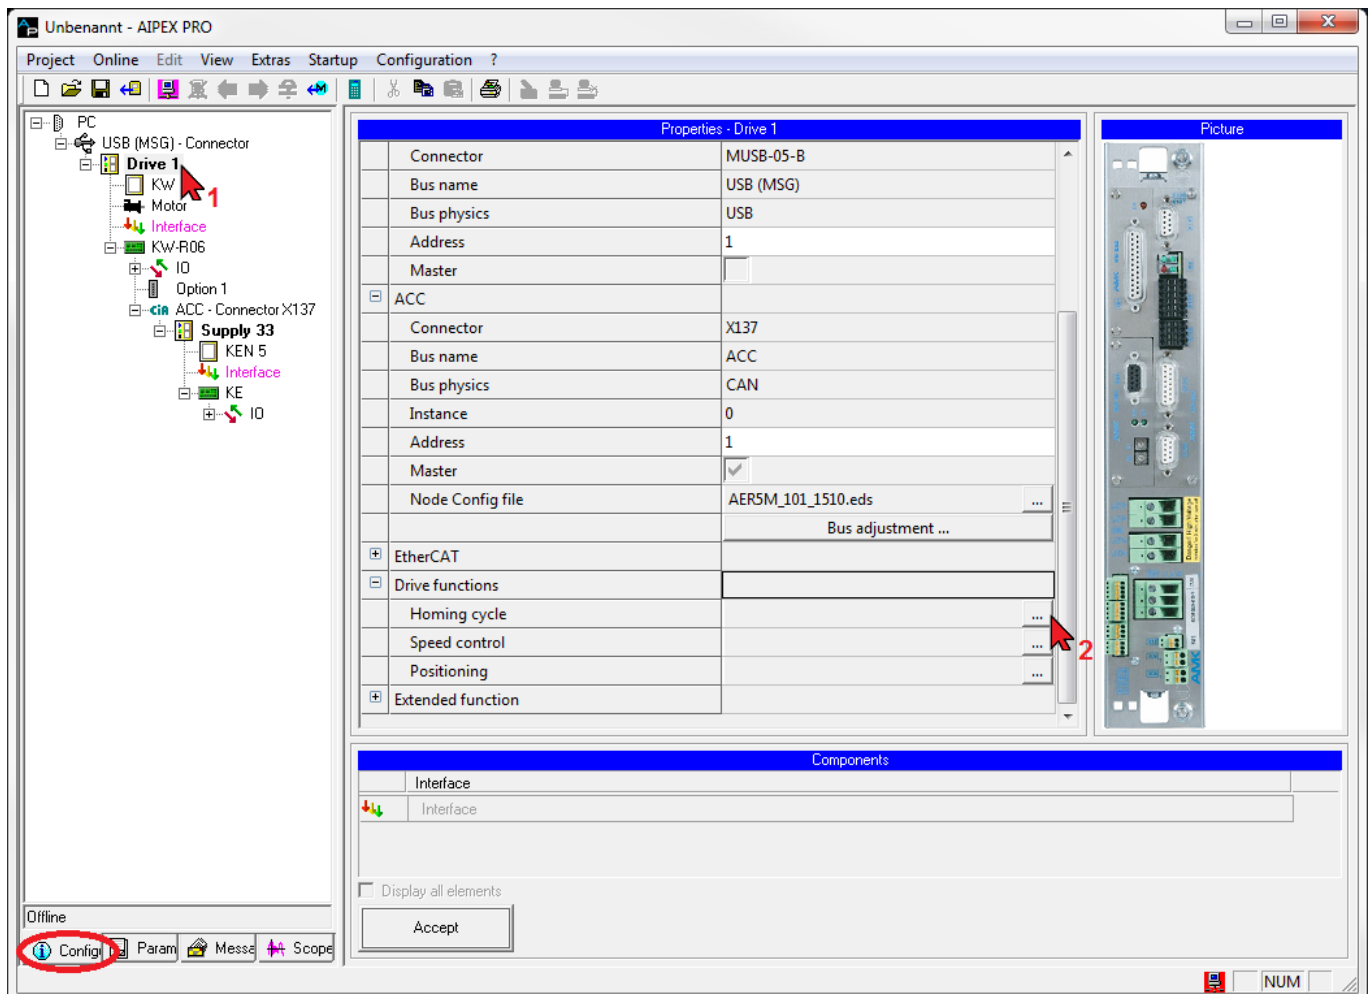 Unbenannt - AIPEX PRO
Project Online Edit View Extras Startup Configuration ?
PC
USB (MSG) - Connector
Drive 1
KW
1
Motor
Interface
KW-R06
IO
Option 1
CiA ACC - Connector X137
Supply 33
KEN 5
Interface
KE
IO
Offline
Config Param Messa Scope
Properties - Drive 1
Connector MUSB-05-B
Bus name USB (MSG)
Bus physics USB
Address 1
Master
ACC
Connector X137
Bus name ACC
Bus physics CAN
Instance 0
Address 1
Master
Node Config file AER5M_101_1510.eds ...
Bus adjustment ...
EtherCAT
Drive functions
Homing cycle ...
Speed control ...
2
Positioning ...
Extended function
Picture
AMK
Components
Interface
Interface
Display all elements
Accept
NUM